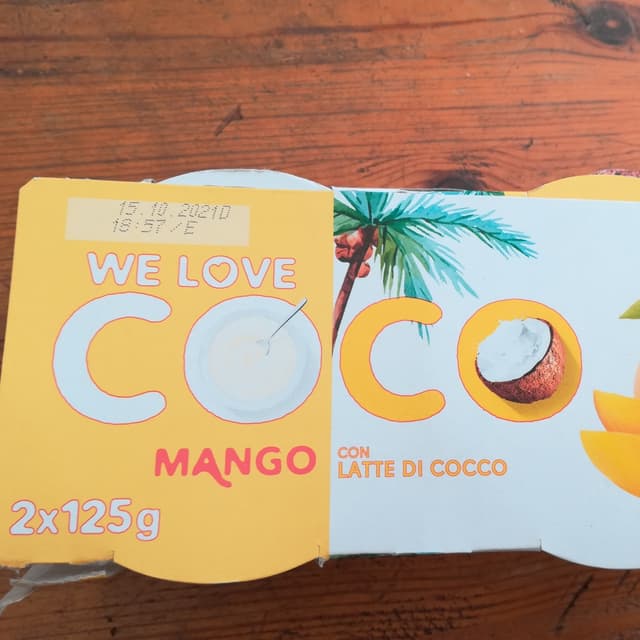 15.10.2021D
18:57/E
WE LOVE
COCO
MANGO
CON
LATTE DI COCCO
2x125g